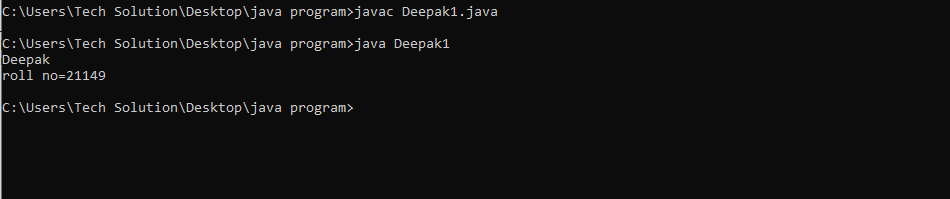 C:\Users\Tech Solution\Desktop\java program>javac Deepak1.java
C:\Users\Tech Solution\Desktop\java program>java Deepak1
Deepak
roll no=21149
C:\Users\Tech Solution\Desktop\java program>